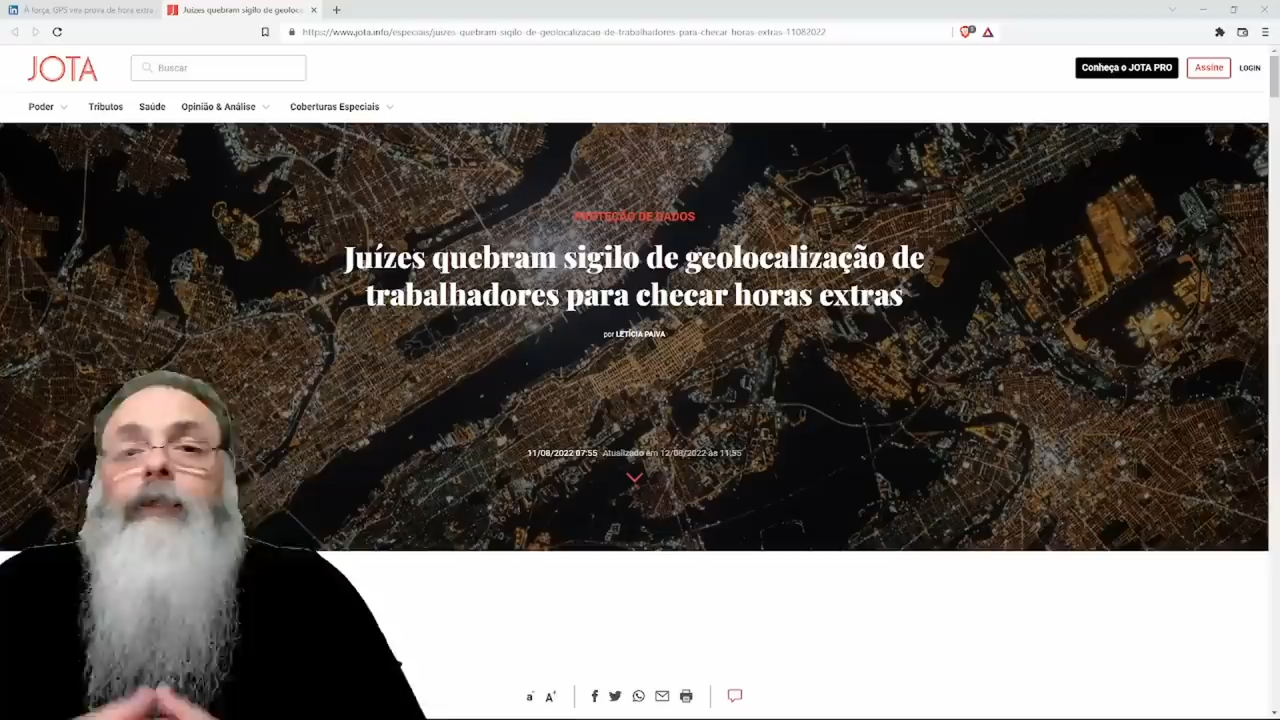 À força, GPS vira prova de hora extra
Juízes quebram sigilo de geoloc
https://www.jota.info/especiais/juizes-quebram-sigilo-de-geolocalizacao-de-trabalhadores-para-checar-horas-extras-11082022
JOTA
Buscar
Conheça o JOTA PRO
Assine
LOGIN
Poder
Tributos
Saúde
Opinião & Análise
Coberturas Especiais
PROTEÇÃO DE DADOS
Juízes quebram sigilo de geolocalização de
trabalhadores para checar horas extras
por LETÍCIA PAIVA
11/08/2022 07:55 Atualizado em 12/08/2022 às 11:55
a-
A+